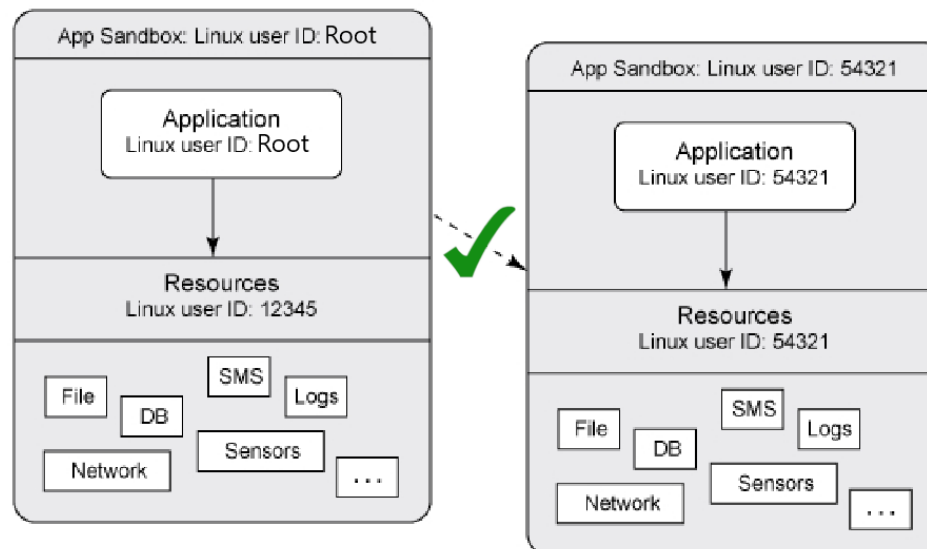 App Sandbox: Linux user ID: Root
Application
Linux user ID: Root
Resources
Linux user ID: 12345
File
DB
SMS
Logs
Network
Sensors
...
App Sandbox: Linux user ID: 54321
Application
Linux user ID: 54321
Resources
Linux user ID: 54321
File
DB
SMS
Logs
Network
Sensors
...